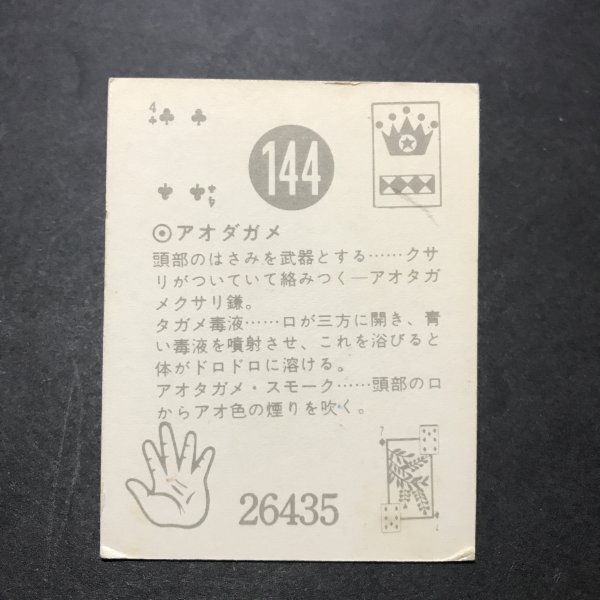 4
144
4
⦿アオダガメ
頭部のはさみを武器とする……クサ
リがついていて絡みつく―アオタガ
メクサリ鎌。
タガメ毒液……口が三方に開き、青
い毒液を噴射させ、これを浴びると
体がドロドロに溶ける。
アオタガメ・スモーク……頭部の口
からアオ色の煙りを吹く。
7
26435
7